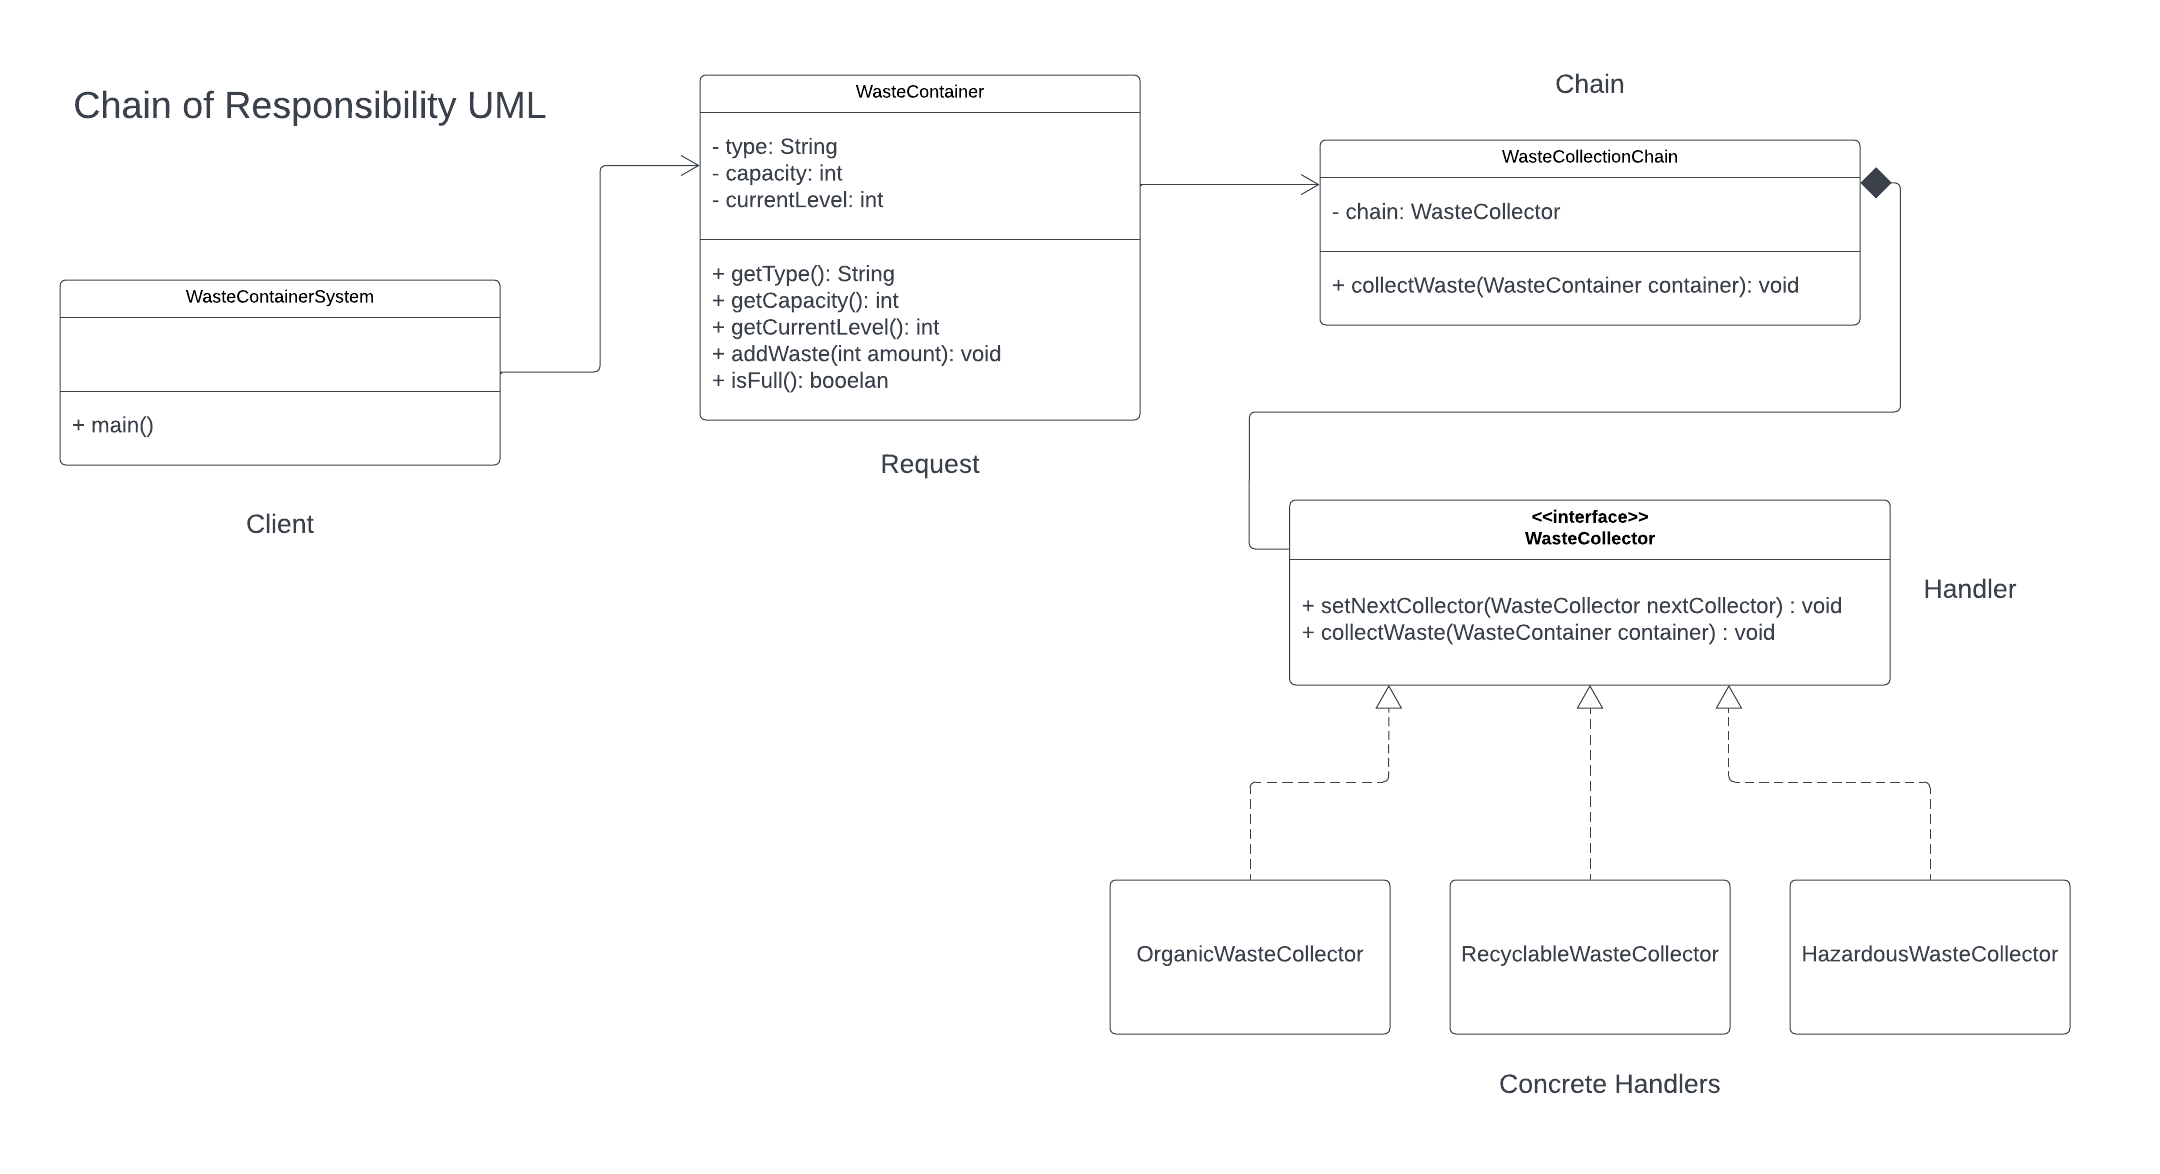 Chain of Responsibility UML
WasteContainerSystem
+ main()
Client
WasteContainer
- type: String
- capacity: int
- currentLevel: int
+ getType(): String
+ getCapacity(): int
+ getCurrentLevel(): int
+ addWaste(int amount): void
+ isFull(): booelan
Request
Chain
WasteCollectionChain
- chain: WasteCollector
+ collectWaste(WasteContainer container): void
<<interface>>
WasteCollector
+ setNextCollector(WasteCollector nextCollector) : void
+ collectWaste(WasteContainer container) : void
Handler
OrganicWasteCollector
RecyclableWasteCollector
HazardousWasteCollector
Concrete Handlers